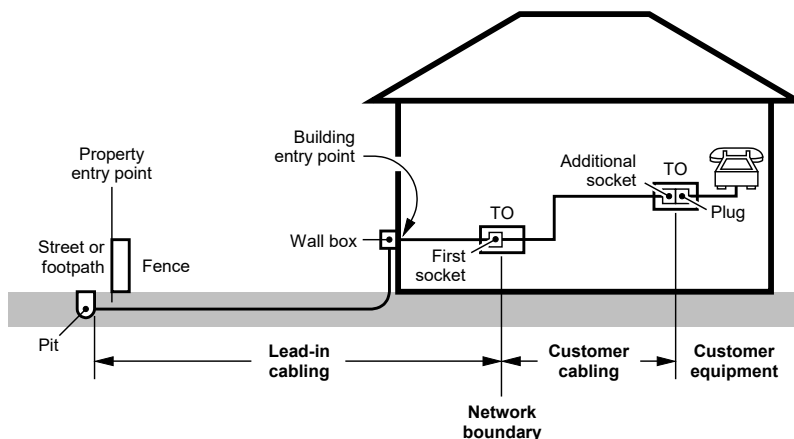 Building
entry point
Property
entry point
Additional
socket
TO
Plug
TO
Street or
footpath
Fence
Wall box
First
socket
Pit
Lead-in
cabling
Customer
cabling
Customer
equipment
Network
boundary